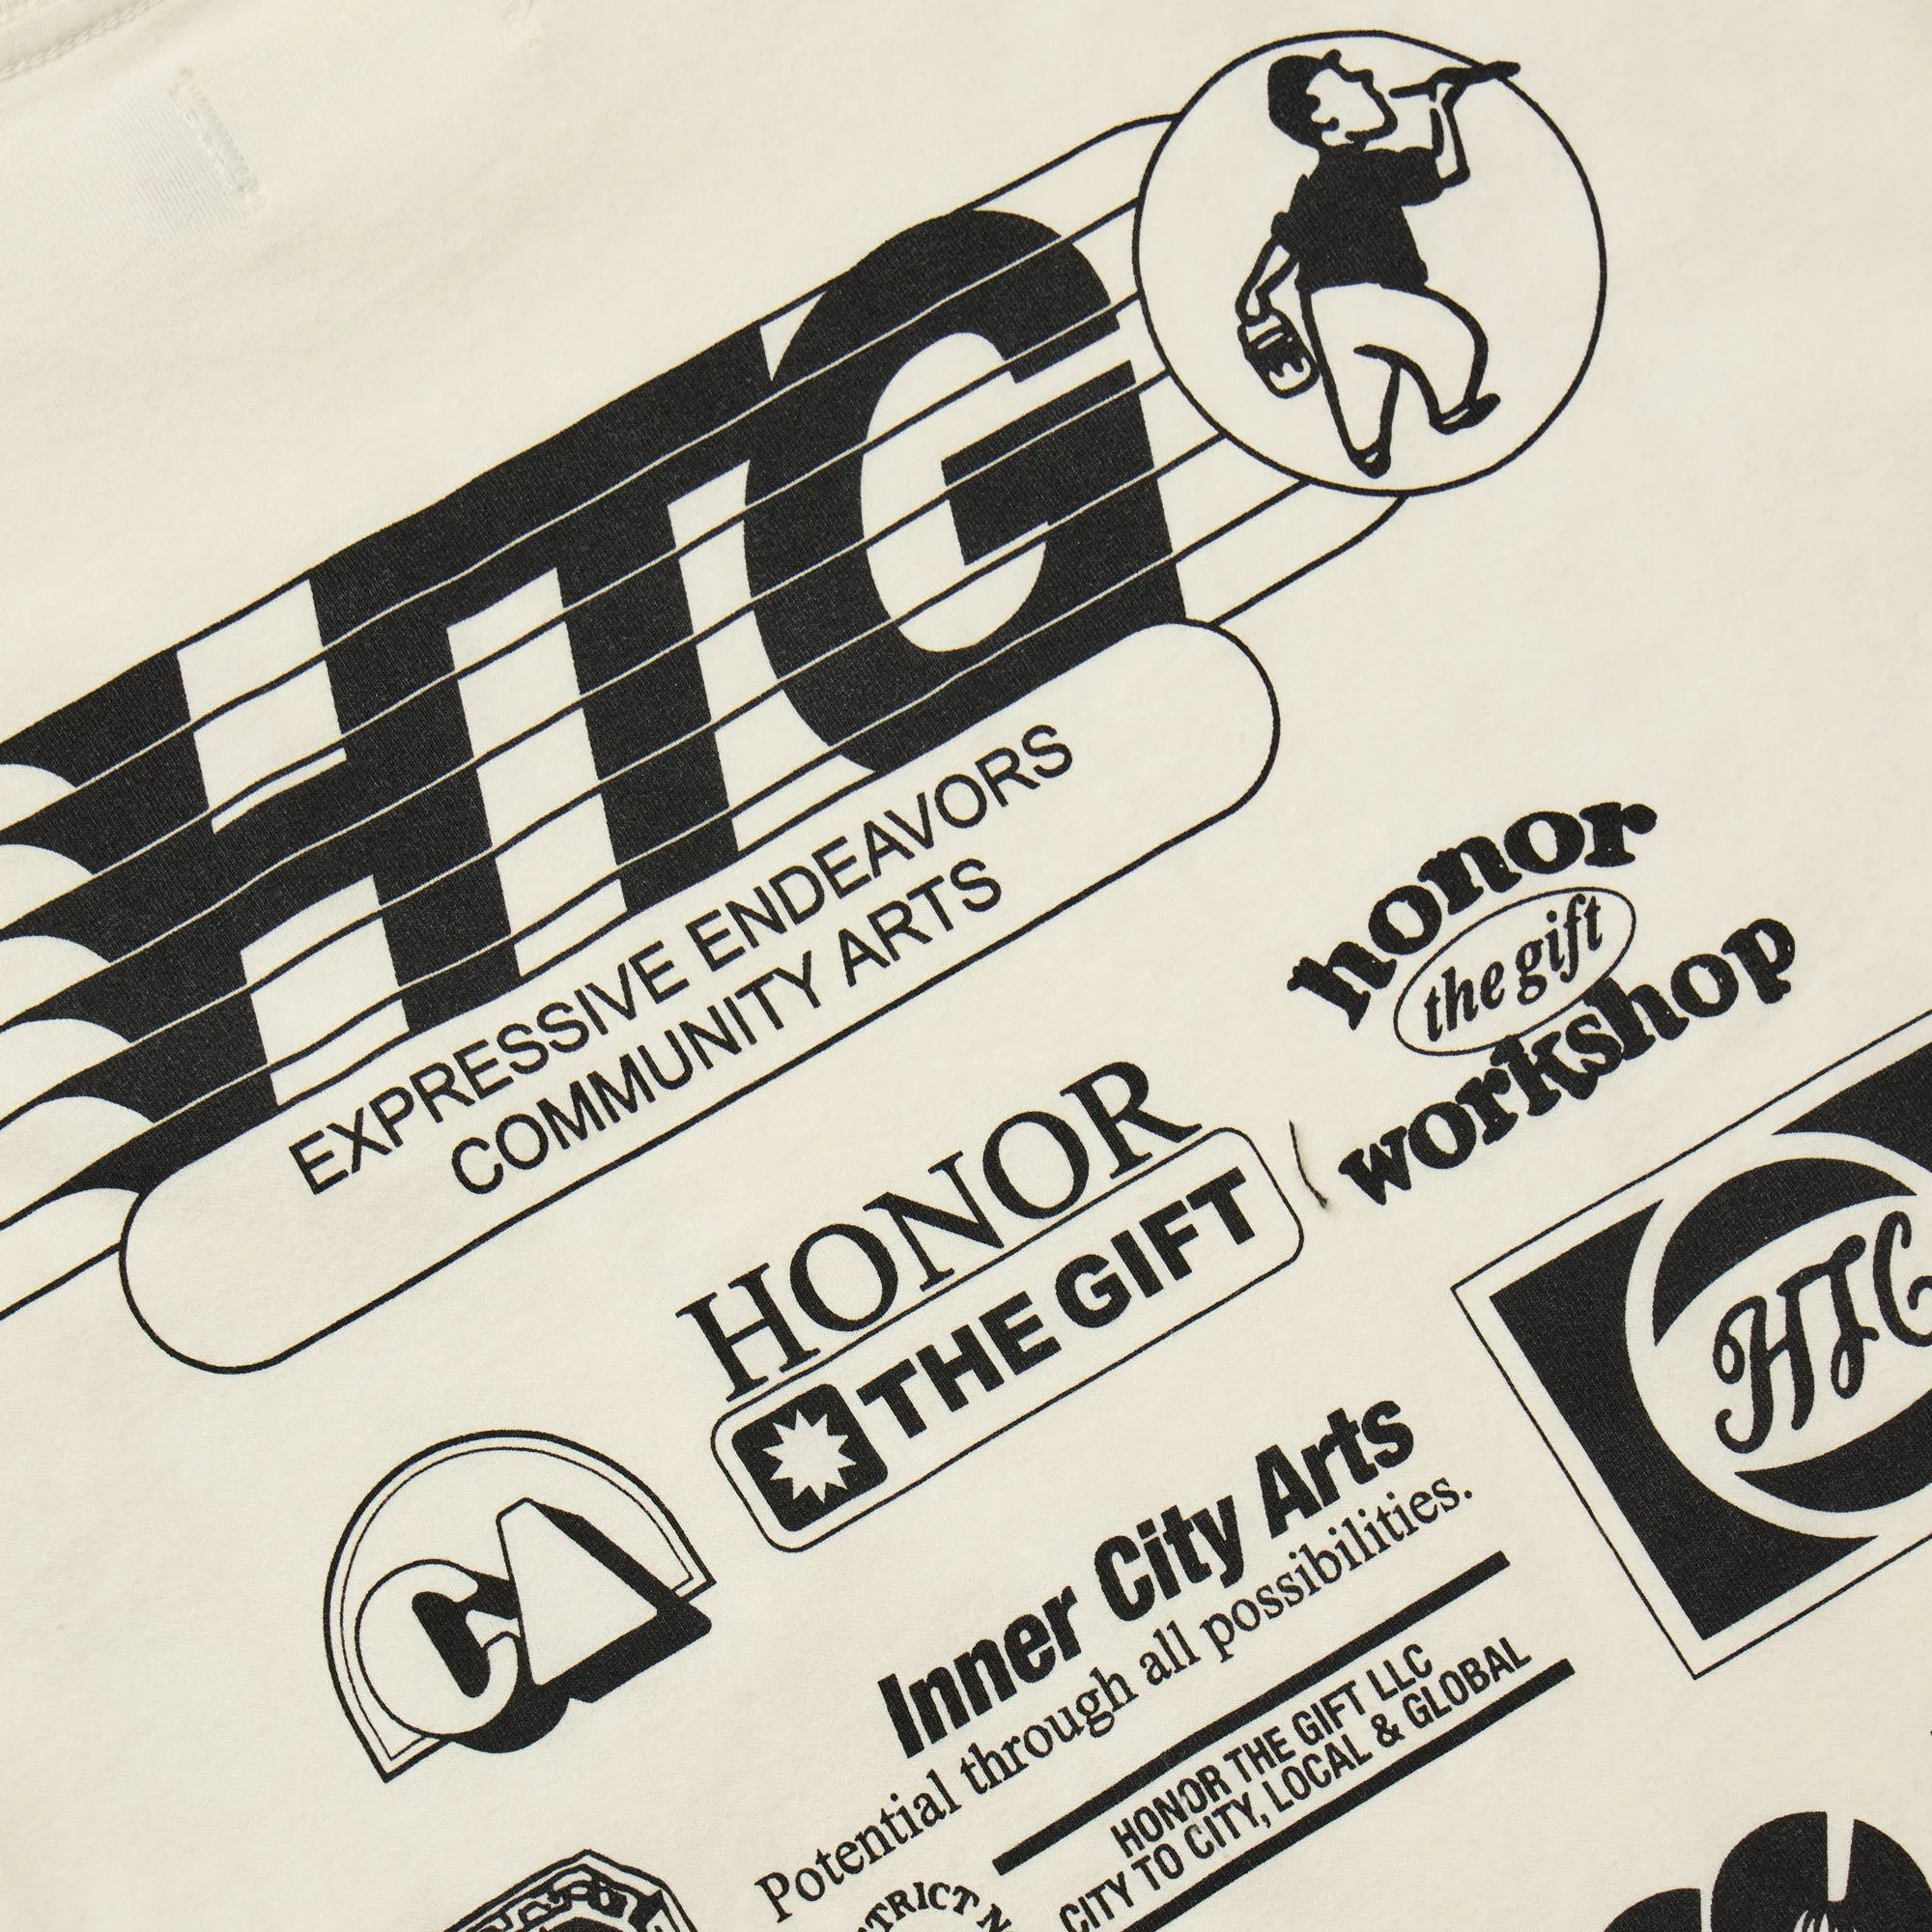 HTG
EXPRESSIVE ENDEAVORS
COMMUNITY ARTS
honor
the gift
workshop
HONOR
THE GIFT
HTG
CA
Inner City Arts
Potential through all possibilities.
HONOR THE GIFT LLC
CITY TO CITY, LOCAL & GLOBAL